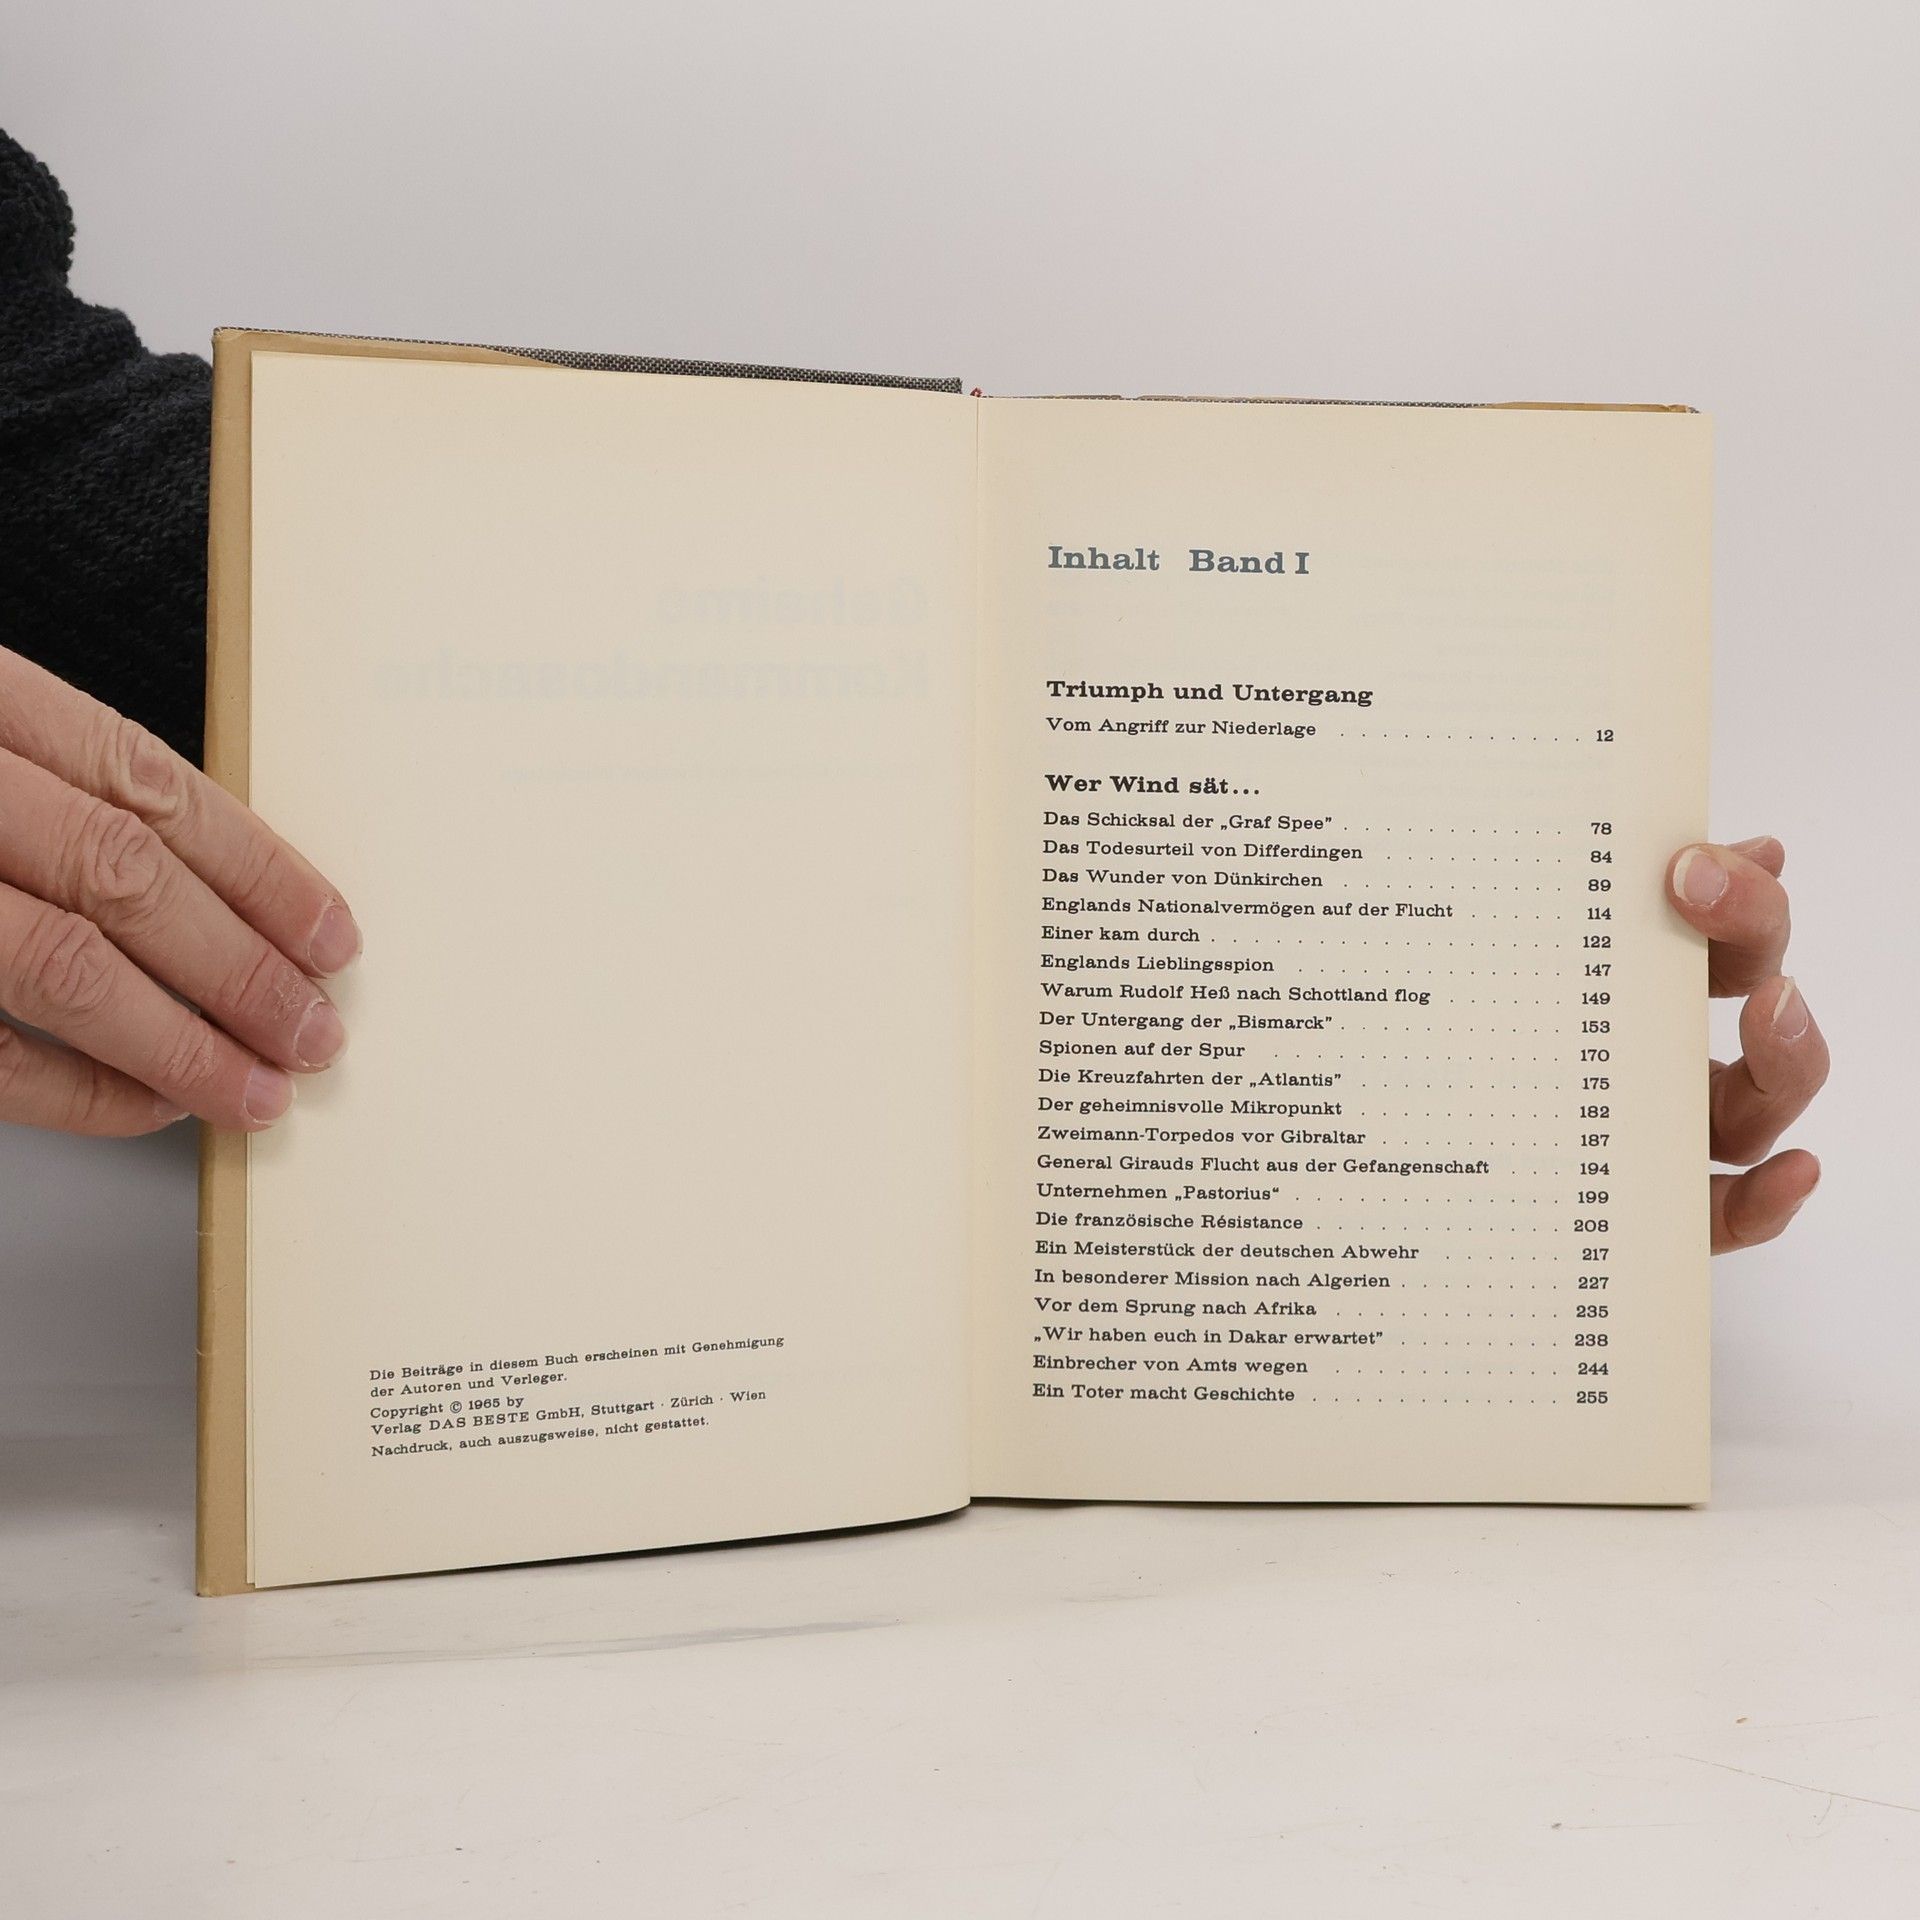 Die Beiträge in diesem Buch erscheinen mit Genehmigung
der Autoren und Verleger.
Copyright © 1965 by
Verlag DAS BESTE GmbH, Stuttgart · Zürich · Wien
Nachdruck, auch auszugsweise, nicht gestattet.
Inhalt Band I
Triumph und Untergang
Vom Angriff zur Niederlage . . . . . . . . . . . . 12
Wer Wind sät...
Das Schicksal der „Graf Spee” . . . . . . . . . . . 78
Das Todesurteil von Differdingen . . . . . . . . . 84
Das Wunder von Dünkirchen . . . . . . . . . . . 89
Englands Nationalvermögen auf der Flucht . . . . . 114
Einer kam durch . . . . . . . . . . . . . . . . . 122
Englands Lieblingsspion . . . . . . . . . . . . . 147
Warum Rudolf Heß nach Schottland flog . . . . . . 149
Der Untergang der „Bismarck” . . . . . . . . . . . 153
Spionen auf der Spur . . . . . . . . . . . . . . 170
Die Kreuzfahrten der „Atlantis” . . . . . . . . . . 175
Der geheimnisvolle Mikropunkt . . . . . . . . . . 182
Zweimann-Torpedos vor Gibraltar . . . . . . . . . 187
General Girauds Flucht aus der Gefangenschaft . . . 194
Unternehmen „Pastorius“ . . . . . . . . . . . . . 199
Die französische Résistance . . . . . . . . . . . . 208
Ein Meisterstück der deutschen Abwehr . . . . . . 217
In besonderer Mission nach Algerien . . . . . . . . 227
Vor dem Sprung nach Afrika . . . . . . . . . . . 235
„Wir haben euch in Dakar erwartet” . . . . . . . . 238
Einbrecher von Amts wegen . . . . . . . . . . . 244
Ein Toter macht Geschichte . . . . . . . . . . . . 255